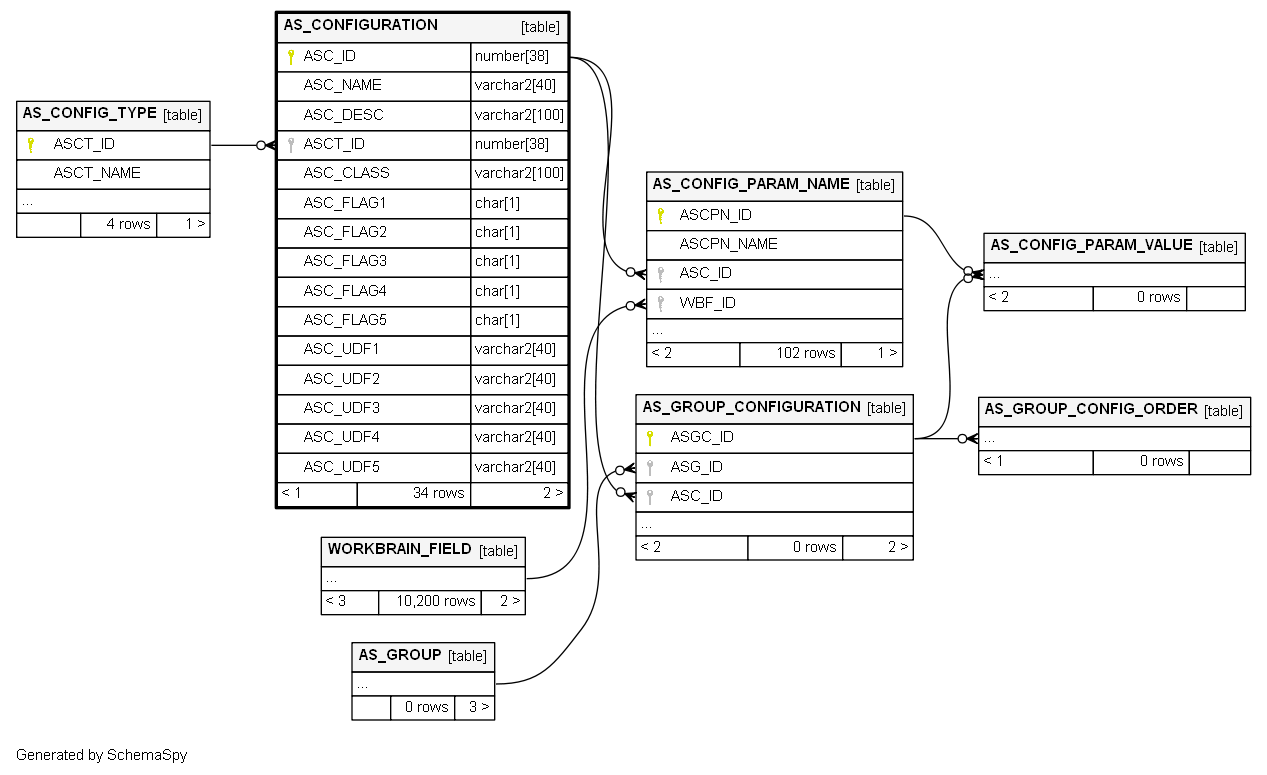 AS_CONFIGURATION [table]
ASC_ID number[38]
ASC_NAME varchar2[40]
ASC_DESC varchar2[100]
ASCT_ID number[38]
ASC_CLASS varchar2[100]
ASC_FLAG1 char[1]
ASC_FLAG2 char[1]
ASC_FLAG3 char[1]
ASC_FLAG4 char[1]
ASC_FLAG5 char[1]
ASC_UDF1 varchar2[40]
ASC_UDF2 varchar2[40]
ASC_UDF3 varchar2[40]
ASC_UDF4 varchar2[40]
ASC_UDF5 varchar2[40]
< 1 34 rows 2 >
AS_CONFIG_TYPE [table]
ASCT_ID
ASCT_NAME
...
4 rows 1 >
AS_CONFIG_PARAM_NAME [table]
ASCPN_ID
ASCPN_NAME
ASC_ID
WBF_ID
...
< 2 102 rows 1 >
AS_CONFIG_PARAM_VALUE [table]
...
< 2 0 rows
AS_GROUP_CONFIGURATION [table]
ASGC_ID
ASG_ID
ASC_ID
...
< 2 0 rows 2 >
AS_GROUP_CONFIG_ORDER [table]
...
< 1 0 rows
WORKBRAIN_FIELD [table]
...
< 3 10,200 rows 2 >
AS_GROUP [table]
...
0 rows 3 >
Generated by SchemaSpy